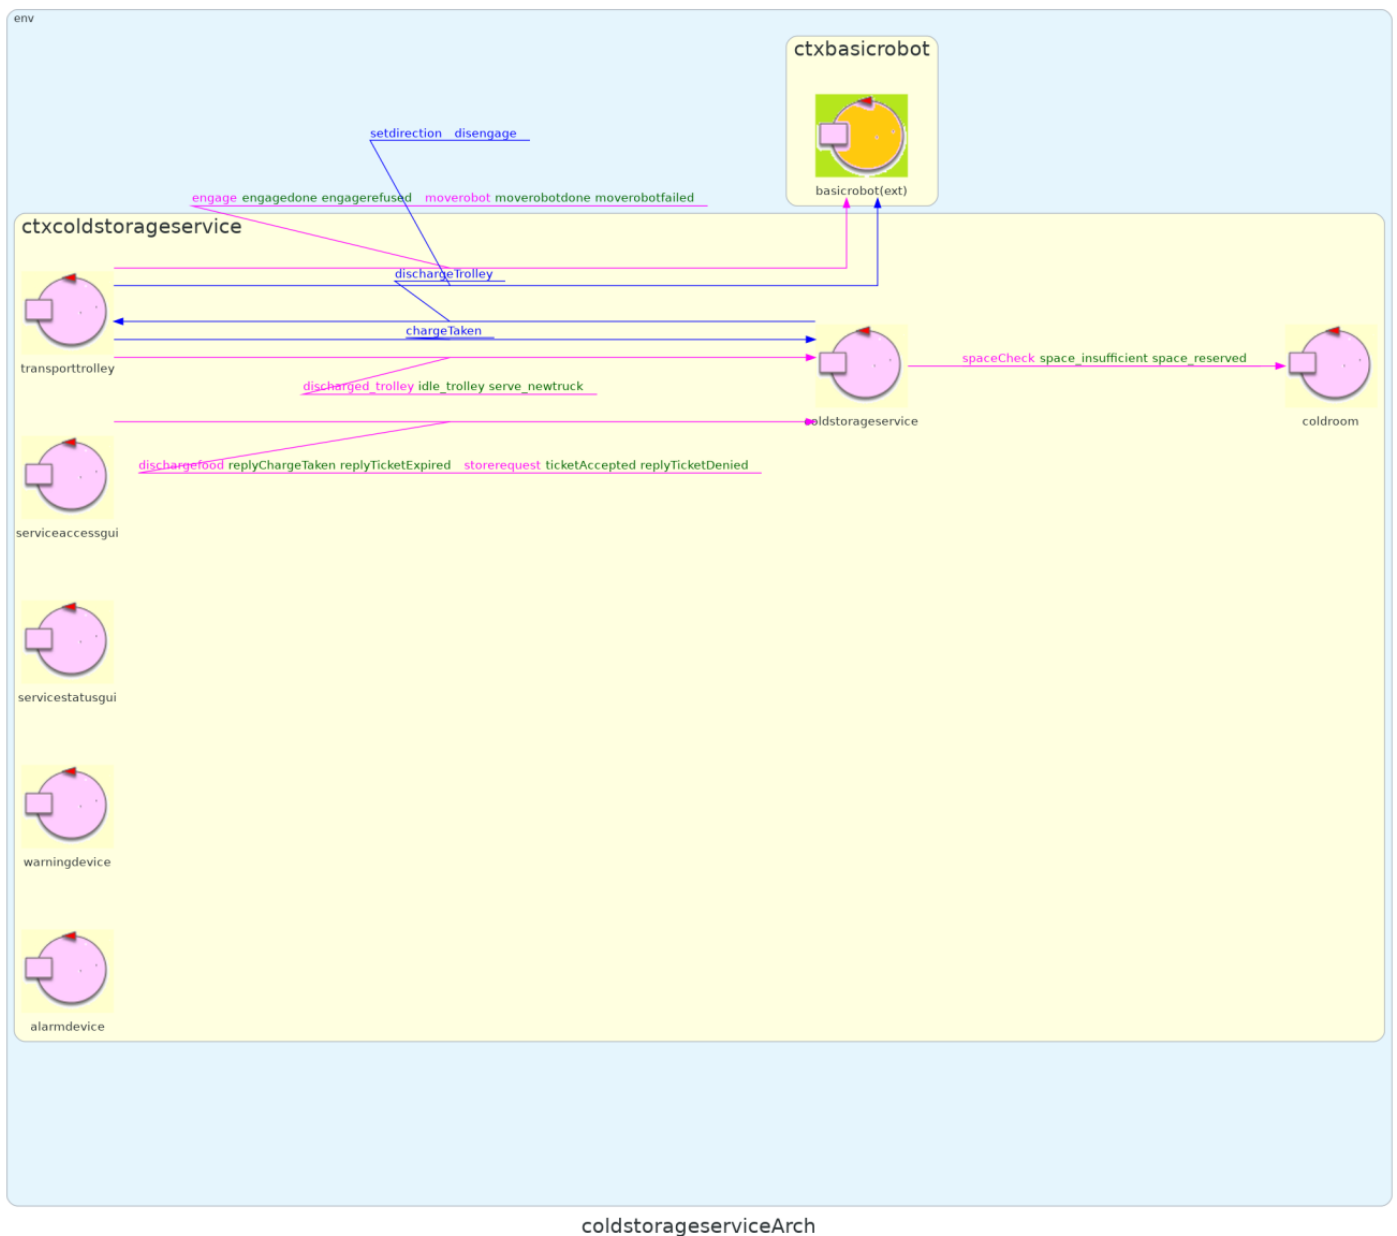 env
ctxbasicrobot
basicrobot(ext)
setdirection disengage
engage engagedone engagerefused moverobot moverobotdone moverobotfailed
ctxcoldstorageservice
dischargeTrolley
chargeTaken
transporttrolley
discharged_trolley idle_trolley serve_newtruck
spaceCheck space_insufficient space_reserved
coldstorageservice
coldroom
dischargefood replyChargeTaken replyTicketExpired storerequest ticketAccepted replyTicketDenied
serviceaccessgui
servicestatusgui
warningdevice
alarmdevice
coldstorageserviceArch